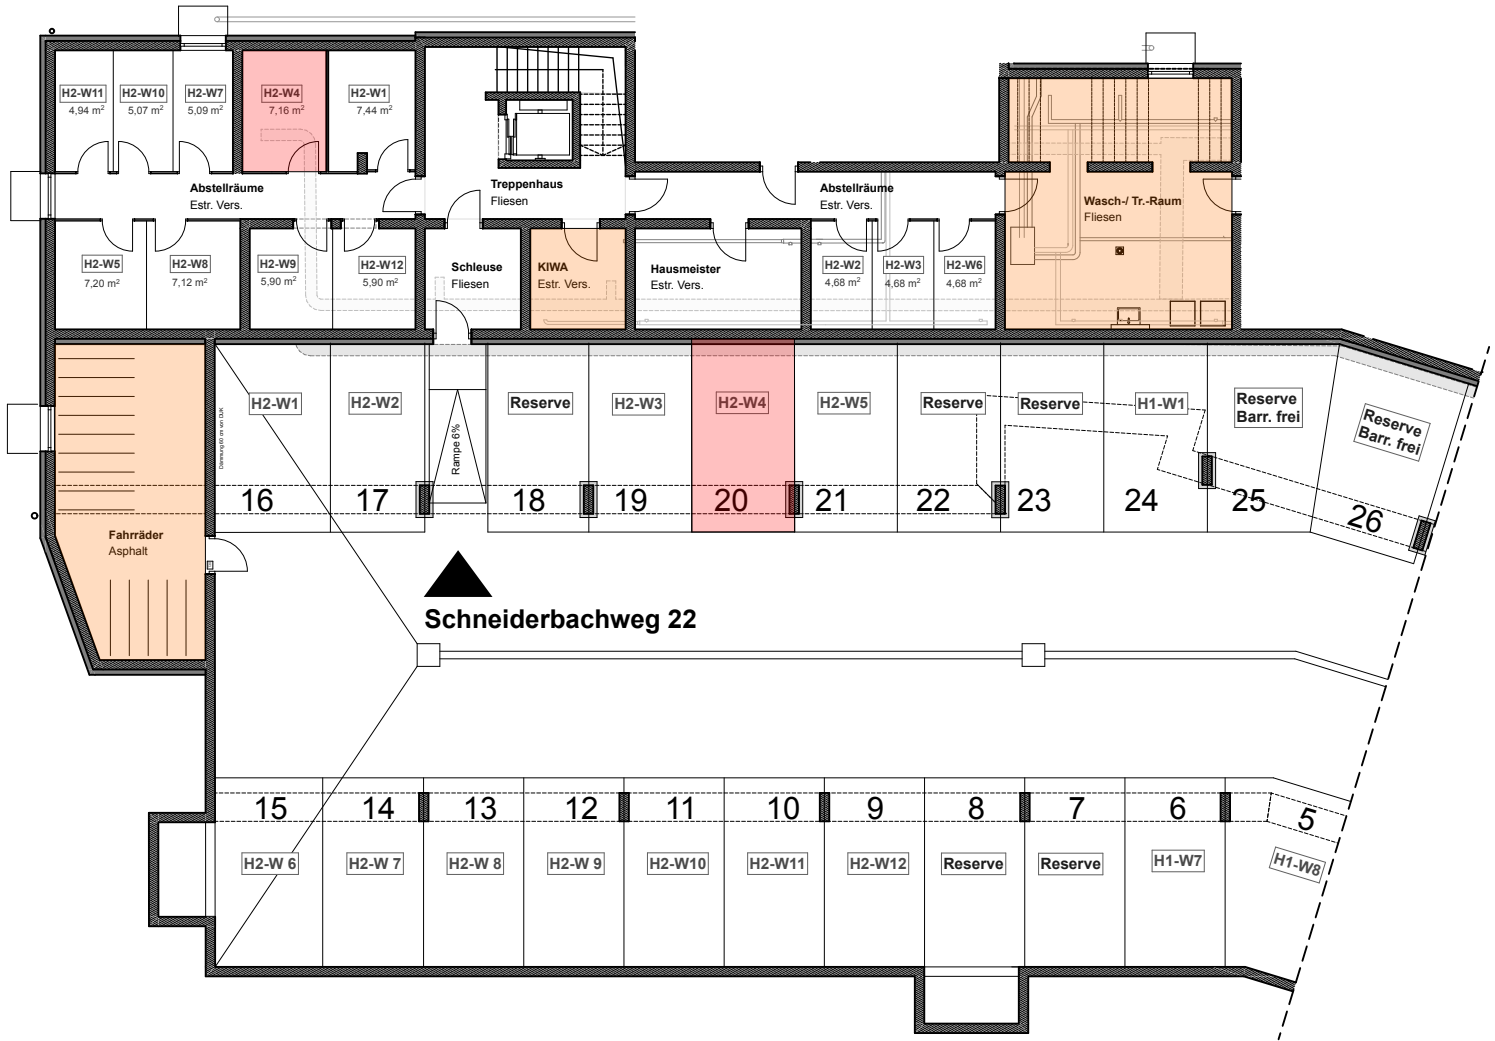 H2-W11
4,94 m²
H2-W10
5,07 m²
H2-W7
5,09 m²
H2-W4
7,16 m²
H2-W1
7,44 m²
Abstellräume
Estr. Vers.
Treppenhaus
Fliesen
Abstellräume
Estr. Vers.
Wasch-/ Tr.-Raum
Fliesen
H2-W5
7,20 m²
H2-W8
7,12 m²
H2-W9
5,90 m²
H2-W12
5,90 m²
Schleuse
Fliesen
KIWA
Estr. Vers.
Hausmeister
Estr. Vers.
H2-W2
4,68 m²
H2-W3
4,68 m²
H2-W6
4,68 m²
Fahrräder
Asphalt
H2-W1
16
H2-W2
17
Rampe 6%
Reserve
18
H2-W3
19
H2-W4
20
H2-W5
21
Reserve
22
Reserve
23
H1-W1
24
Reserve
Barr. frei
25
Reserve
Barr. frei
26
Schneiderbachweg 22
15
H2-W 6
14
H2-W 7
13
H2-W 8
12
H2-W 9
11
H2-W10
10
H2-W11
9
H2-W12
8
Reserve
7
Reserve
6
H1-W7
5
H1-W8